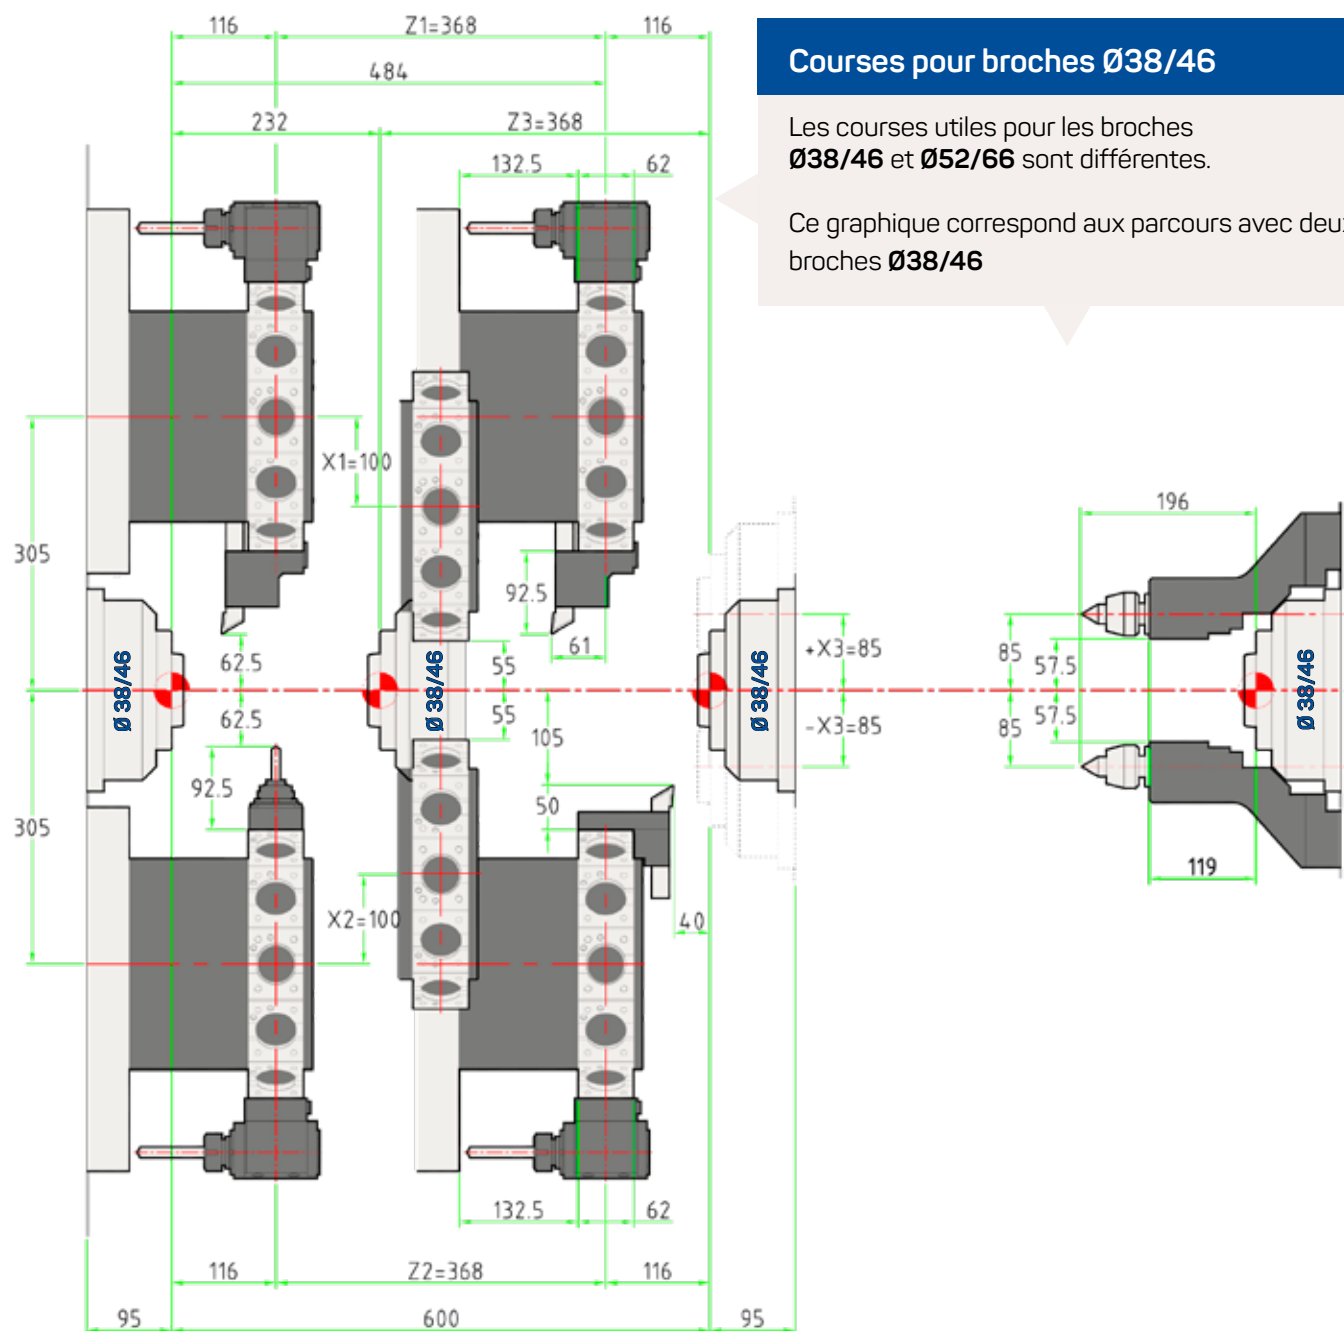 116
Z1=368
116
484
232
Z3=368
132.5
62
Courses pour broches Ø38/46
Les courses utiles pour les broches
Ø38/46 et Ø52/66 sont différentes.
Ce graphique correspond aux parcours avec deux
broches Ø38/46
X1=100
305
92.5
61
62.5
55
+X3=85
196
85
57.5
Ø 38/46
Ø 38/46
Ø 38/46
Ø 38/46
62.5
55
105
-X3=85
85
57.5
92.5
50
305
119
X2=100
40
132.5
62
116
Z2=368
116
95
600
95